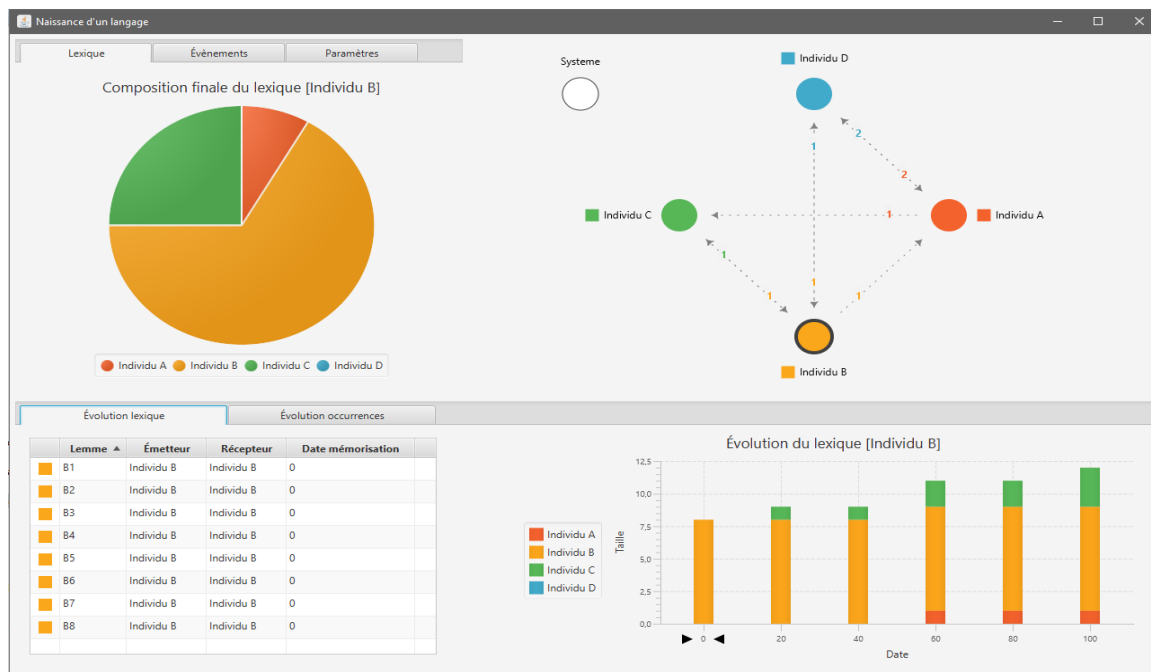 Naissance d'un langage
Lexique Évènements Paramètres
Composition finale du lexique [Individu B]
Individu A Individu B Individu C Individu D
Systeme
Individu D
1
2
2
Individu C
1
Individu A
1
1
1
1
Individu B
Évolution lexique Évolution occurrences
Lemme Émetteur Récepteur Date mémorisation
B1 Individu B Individu B 0
B2 Individu B Individu B 0
B3 Individu B Individu B 0
B4 Individu B Individu B 0
B5 Individu B Individu B 0
B6 Individu B Individu B 0
B7 Individu B Individu B 0
B8 Individu B Individu B 0
Évolution du lexique [Individu B]
Individu A
Individu B
Individu C
Individu D
Taille
12,5
10,0
7,5
5,0
2,5
0,0
0 20 40 60 80 100
Date